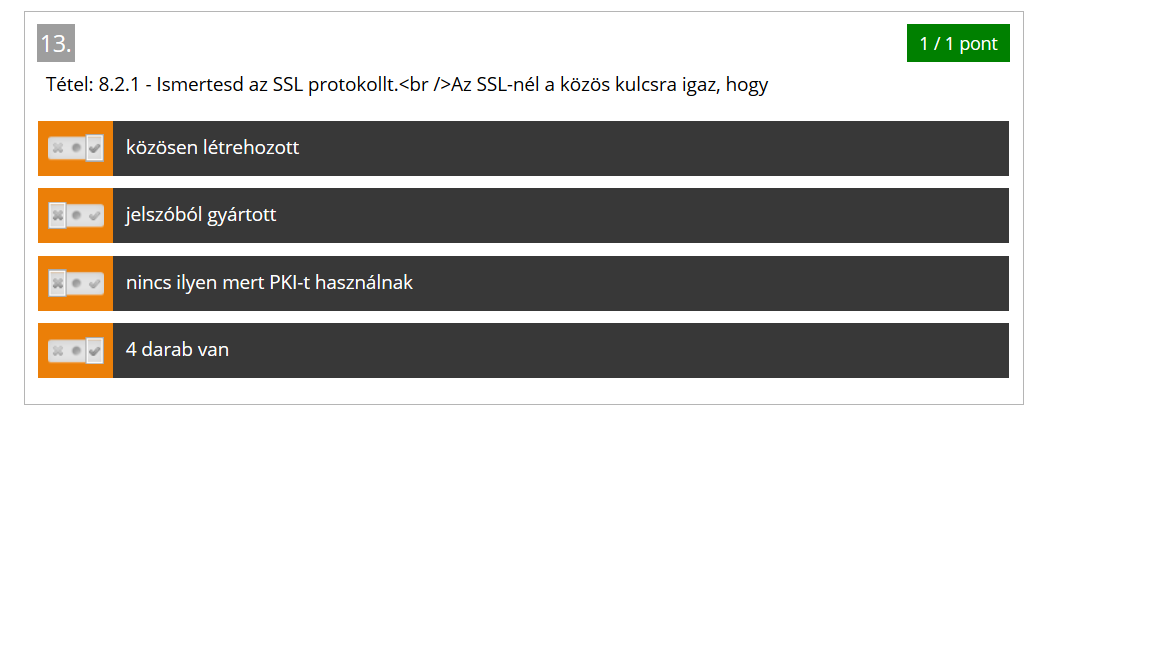 13.
1 / 1 pont
Tétel: 8.2.1 - Ismertesd az SSL protokollt.<br />Az SSL-nél a közös kulcsra igaz, hogy
közösen létrehozott
jelszóból gyártott
nincs ilyen mert PKI-t használnak
4 darab van